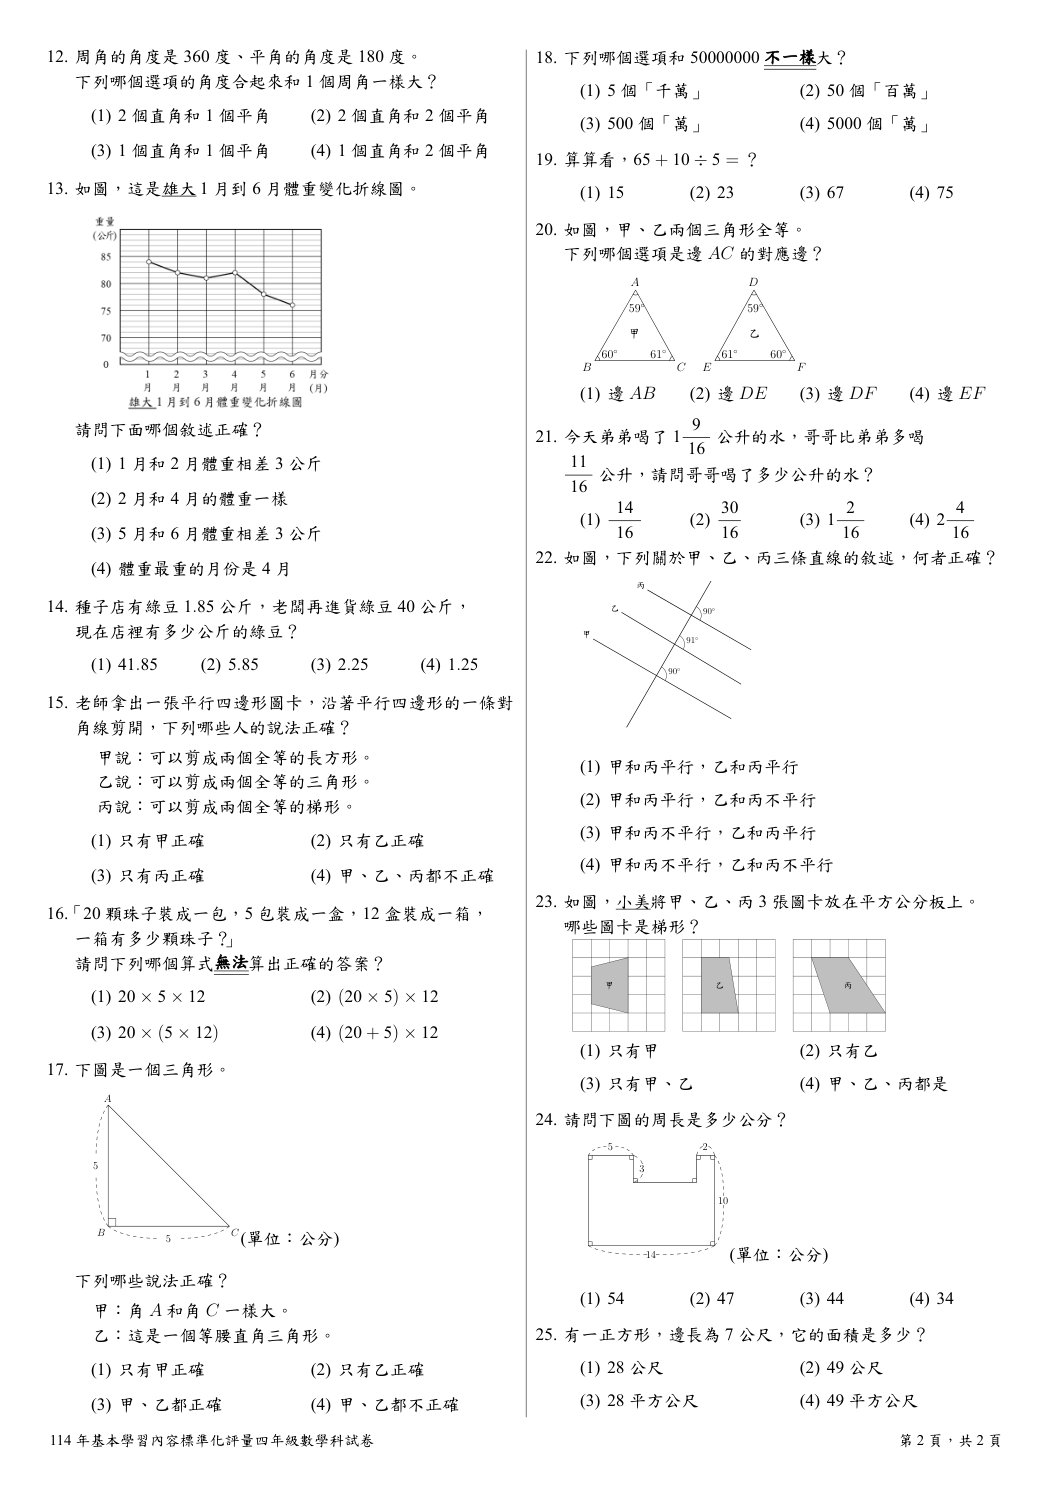 12. 周角的角度是 360 度、平角的角度是 180 度。
下列哪個選項的角度合起來和 1 個周角一樣大？
(1) 2 個直角和 1 個平角 (2) 2 個直角和 2 個平角
(3) 1 個直角和 1 個平角 (4) 1 個直角和 2 個平角
13. 如圖，這是雄大 1 月到 6 月體重變化折線圖。
重量
(公斤)
85
80
75
70
0
1 2 3 4 5 6 月分
月 月 月 月 月 月 (月)
雄大 1 月到 6 月體重變化折線圖
請問下面哪個敘述正確？
(1) 1 月和 2 月體重相差 3 公斤
(2) 2 月和 4 月的體重一樣
(3) 5 月和 6 月體重相差 3 公斤
(4) 體重最重的月份是 4 月
14. 種子店有綠豆 1.85 公斤，老闆再進貨綠豆 40 公斤，
現在店裡有多少公斤的綠豆？
(1) 41.85 (2) 5.85 (3) 2.25 (4) 1.25
15. 老師拿出一張平行四邊形圖卡，沿著平行四邊形的一條對
角線剪開，下列哪些人的說法正確？
甲說：可以剪成兩個全等的長方形。
乙說：可以剪成兩個全等的三角形。
丙說：可以剪成兩個全等的梯形。
(1) 只有甲正確 (2) 只有乙正確
(3) 只有丙正確 (4) 甲、乙、丙都不正確
16.「20 顆珠子裝成一包，5 包裝成一盒，12 盒裝成一箱，
一箱有多少顆珠子？」
請問下列哪個算式無法算出正確的答案？
(1) 20 × 5 × 12 (2) (20 × 5) × 12
(3) 20 × (5 × 12) (4) (20 + 5) × 12
17. 下圖是一個三角形。
A
5
B
5
C (單位：公分)
下列哪些說法正確？
甲：角 A 和角 C 一樣大。
乙：這是一個等腰直角三角形。
(1) 只有甲正確 (2) 只有乙正確
(3) 甲、乙都正確 (4) 甲、乙都不正確
18. 下列哪個選項和 50000000 不一樣大？
(1) 5 個「千萬」 (2) 50 個「百萬」
(3) 500 個「萬」 (4) 5000 個「萬」
19. 算算看，65 + 10 ÷ 5 = ？
(1) 15 (2) 23 (3) 67 (4) 75
20. 如圖，甲、乙兩個三角形全等。
下列哪個選項是邊 AC 的對應邊？
A D
59° 59°
甲 乙
60° 61° 61° 60°
B C E F
(1) 邊 AB (2) 邊 DE (3) 邊 DF (4) 邊 EF
21. 今天弟弟喝了 1 9/16 公升的水，哥哥比弟弟多喝
11/16 公升，請問哥哥喝了多少公升的水？
(1) 14/16 (2) 30/16 (3) 1 2/16 (4) 2 4/16
22. 如圖，下列關於甲、乙、丙三條直線的敘述，何者正確？
丙
乙
90°
甲
91°
90°
(1) 甲和丙平行，乙和丙平行
(2) 甲和丙平行，乙和丙不平行
(3) 甲和丙不平行，乙和丙平行
(4) 甲和丙不平行，乙和丙不平行
23. 如圖，小美將甲、乙、丙 3 張圖卡放在平方公分板上。
哪些圖卡是梯形？
甲 乙 丙
(1) 只有甲 (2) 只有乙
(3) 只有甲、乙 (4) 甲、乙、丙都是
24. 請問下圖的周長是多少公分？
5 2
3
10
14 (單位：公分)
(1) 54 (2) 47 (3) 44 (4) 34
25. 有一正方形，邊長為 7 公尺，它的面積是多少？
(1) 28 公尺 (2) 49 公尺
(3) 28 平方公尺 (4) 49 平方公尺
114 年基本學習內容標準化評量四年級數學科試卷 第 2 頁，共 2 頁